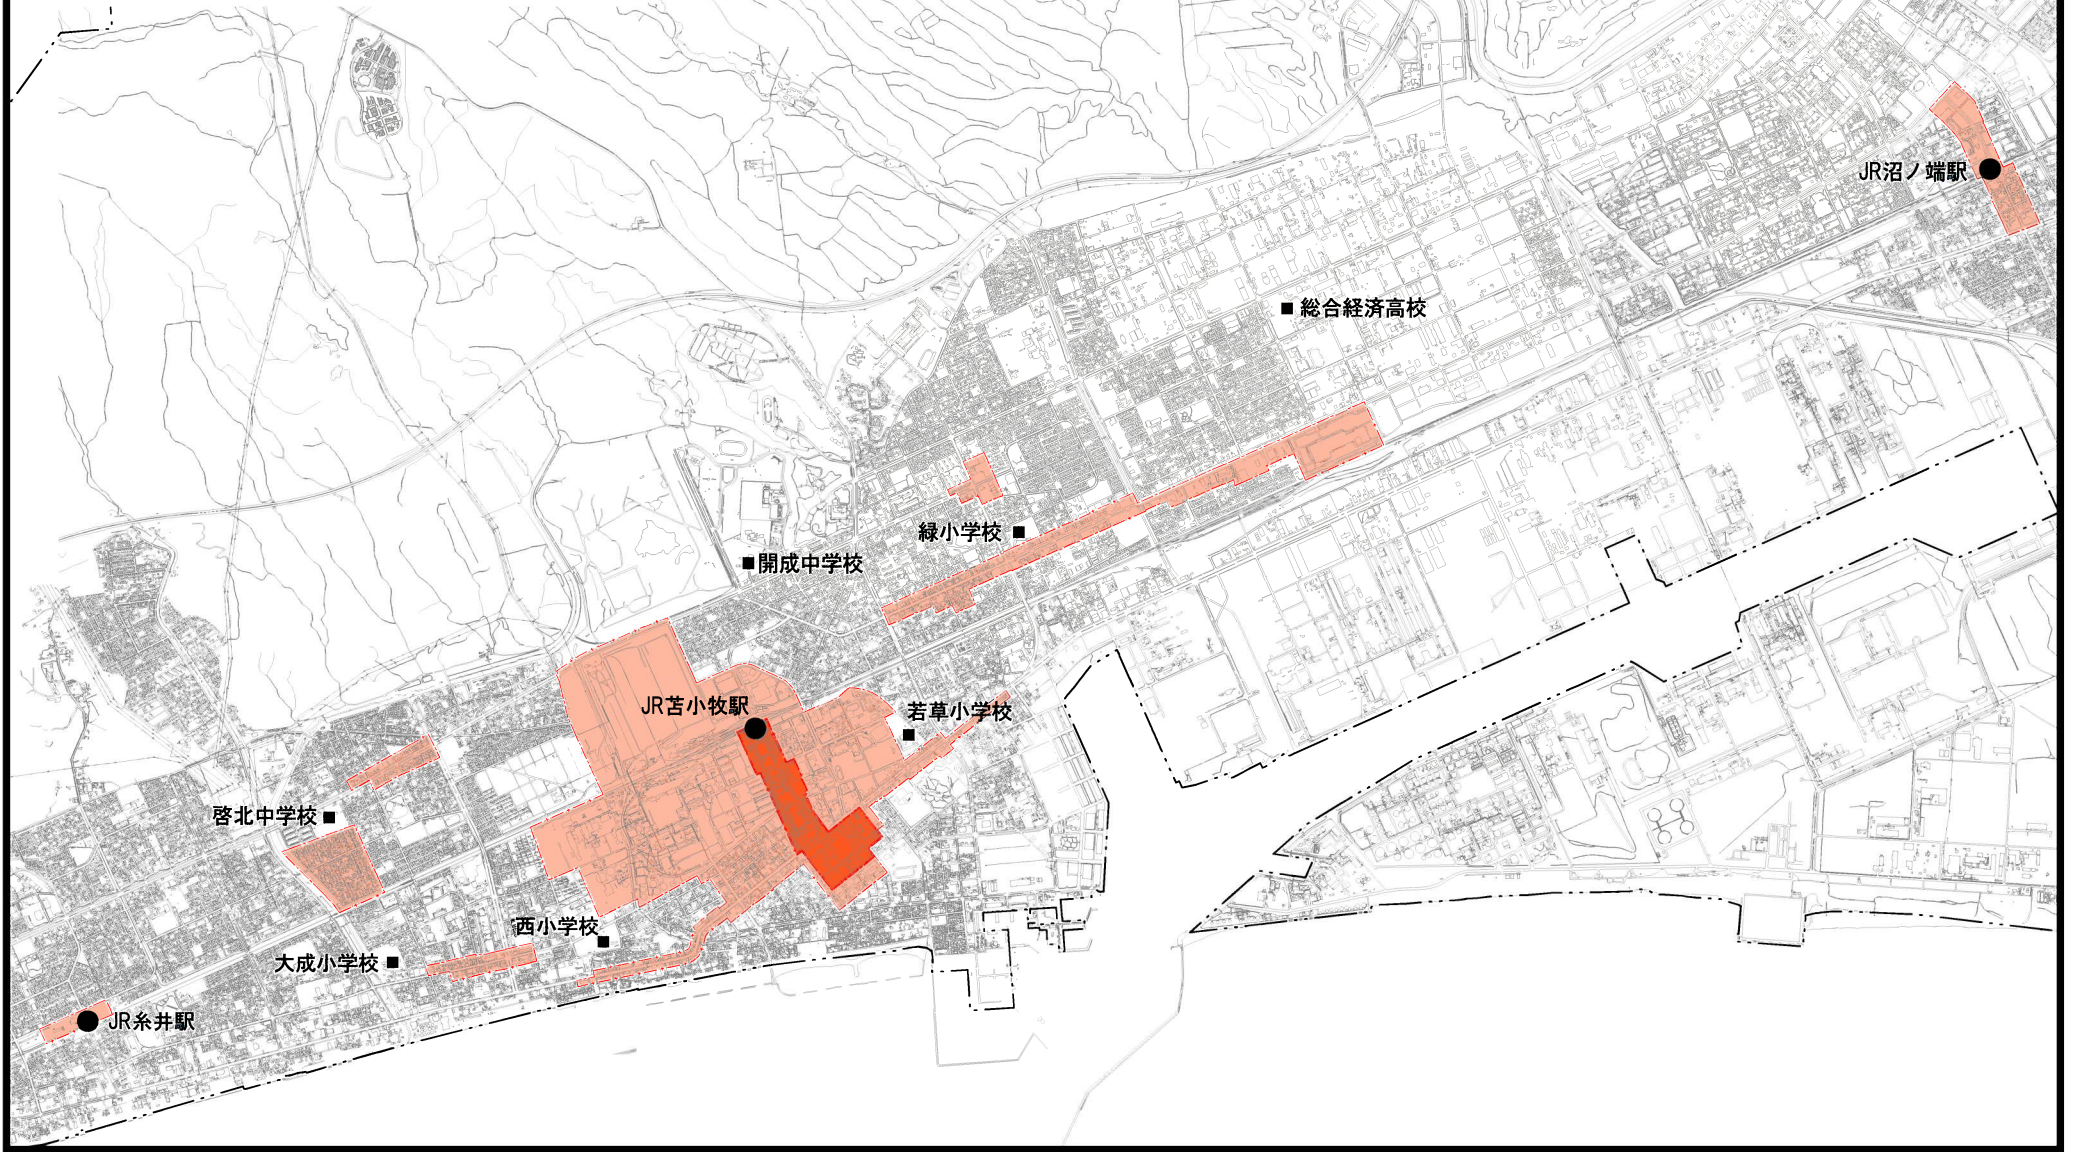 JR沼ノ端駅
総合経済高校
緑小学校
開成中学校
JR苫小牧駅
若草小学校
啓北中学校
西小学校
大成小学校
JR糸井駅